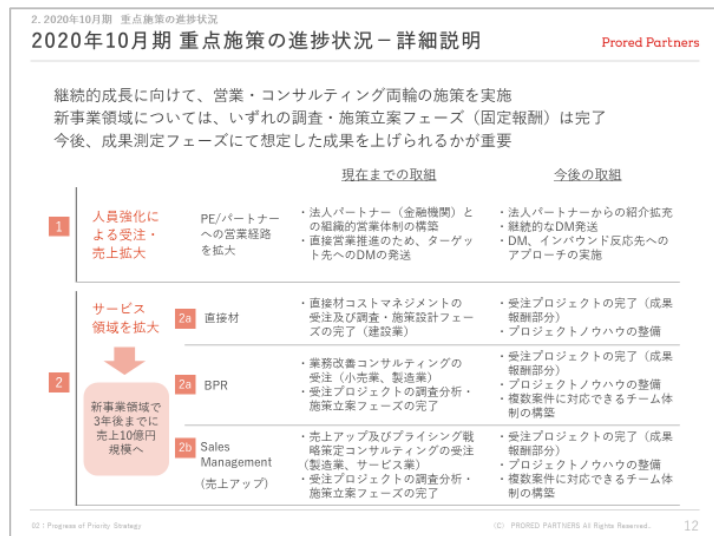 2. 2020年10月期 重点施策の進捗状況
2020年10月期 重点施策の進捗状況－詳細説明
Prored Partners
継続的成長に向けて、営業・コンサルティング両輪の施策を実施
新事業領域については、いずれの調査・施策立案フェーズ（固定報酬）は完了
今後、成果測定フェーズにて想定した成果を上げられるかが重要
現在までの取組
今後の取組
1
人員強化に
よる受注・
売上拡大
PE/パートナー
への営業経路
を拡大
・法人パートナー（金融機関）と
の組織的営業体制の構築
・直接営業推進のため、ターゲッ
ト先へのDMの発送
・法人パートナーからの紹介拡充
・継続的なDM発送
・DM、インバウンド反応先への
アプローチの実施
2
サービス
領域を拡大
新事業領域で
3年後までに
売上10億円
規模へ
2a
直接材
・直接材コストマネジメントの
受注及び調査・施策設計フェー
ズの完了（建設業）
・受注プロジェクトの完了（成果
報酬部分）
・プロジェクトノウハウの整備
2a
BPR
・業務改善コンサルティングの
受注（小売業、製造業）
・受注プロジェクトの調査分析・
施策立案フェーズの完了
・受注プロジェクトの完了（成果
報酬部分）
・プロジェクトノウハウの整備
・複数案件に対応できるチーム体
制の構築
2b
Sales
Management
（売上アップ）
・売上アップ及びプライシング戦
略策定コンサルティングの受注
（製造業、サービス業）
・受注プロジェクトの調査分析・
施策立案フェーズの完了
・受注プロジェクトの完了（成果
報酬部分）
・プロジェクトノウハウの整備
・複数案件に対応できるチーム体
制の構築
02：Progress of Priority Strategy
（C） PRORED PARTNERS All Rights Reserved.
12